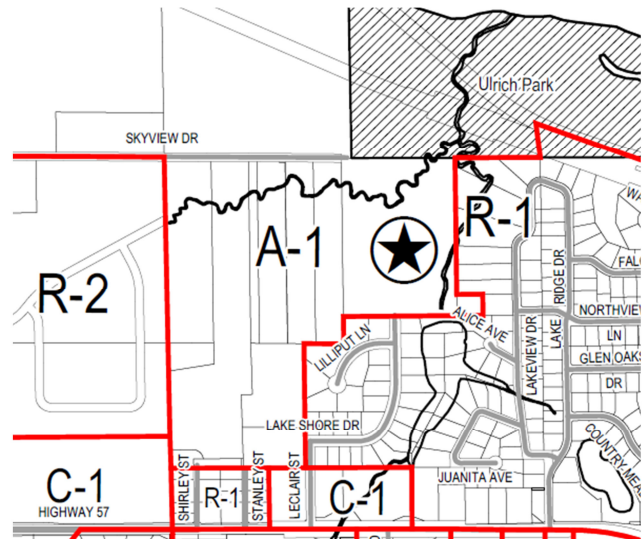 Ulrich Park
SKYVIEW DR
R-1
A-1
R-2
RIDGE DR
LAKE
NORTHVIEW
LILLIPUT LN
ALICE AVE
LAKEVIEW DR
LN
GLEN OAKS
DR
LAKE SHORE DR
C-1
HIGHWAY 57
SHIRLEY ST
R-1
STANLEY ST
LECLAIR ST
C-1
JUANITA AVE